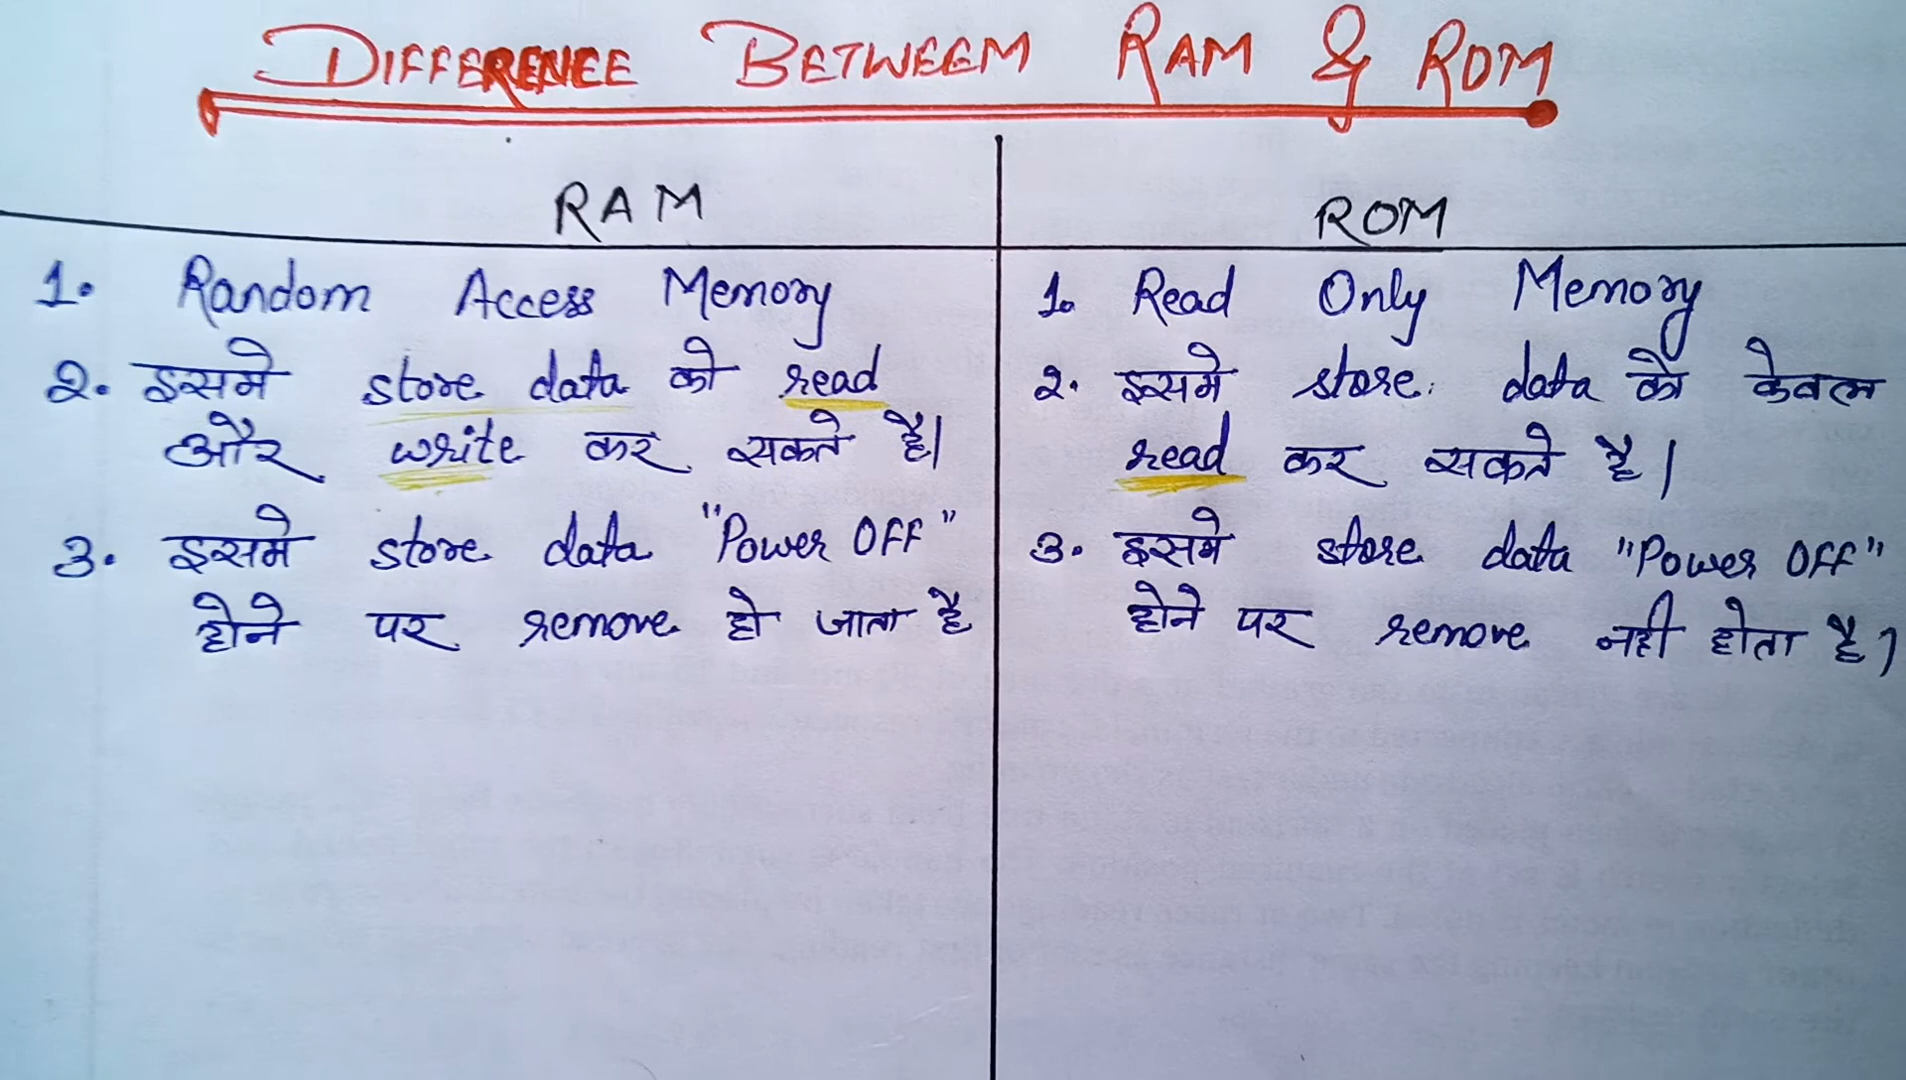 DIFFERENCE BETWEEM RAM & ROM
RAM
1. Random Access Memory
2. इसमे store data को read
और write कर सकते है।
3. इसमे store data "Power OFF"
होने पर remove हो जाता है
ROM
1. Read Only Memory
2. इसमे store data को केवल
read कर सकते है।
3. इसमे store data "Power OFF"
होने पर remove नही होता है।